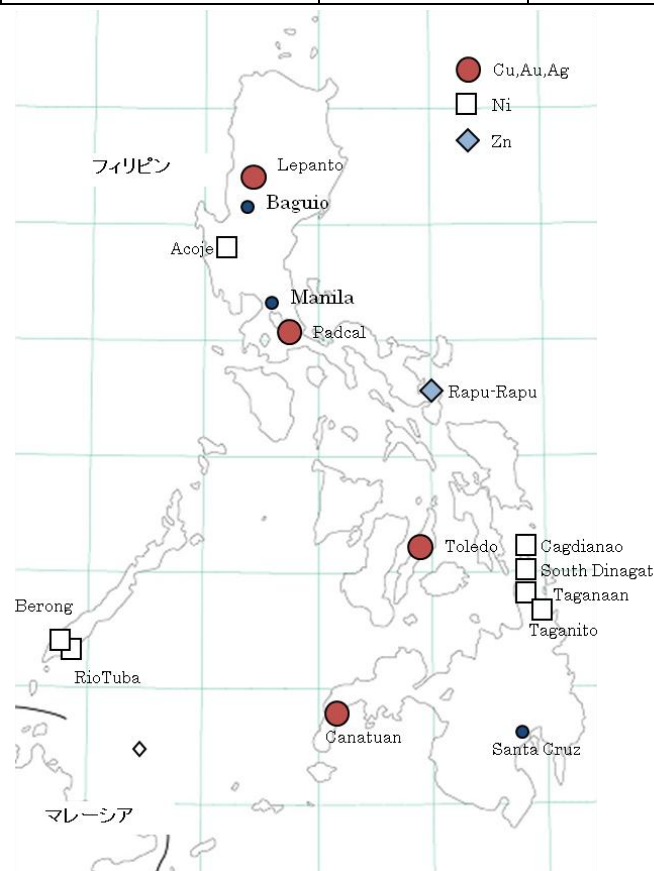 Cu,Au,Ag
Ni
Zn
フィリピン
Lepanto
Baguio
Acoje
Manila
Radcal
Rapu-Rapu
Toledo
Cagdianao
South Dinagat
Taganaan
Taganito
Berong
RioTuba
Canatuan
Santa Cruz
マレーシア